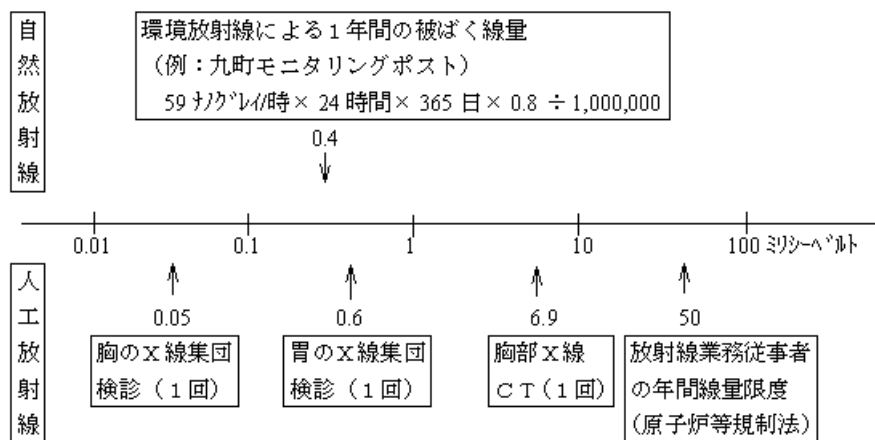 自然放射線
環境放射線による1年間の被ばく線量
(例:九町モニタリングポスト)
59 ナノグレイ/時× 24 時間× 365 日× 0.8 ÷ 1,000,000
0.4
0.01 0.1 1 10 100 ミリシーベルト
人工放射線
0.05 0.6 6.9 50
胸のX線集団
検診(1回)
胃のX線集団
検診(1回)
胸部X線
CT(1回)
放射線業務従事者
の年間線量限度
(原子炉等規制法)